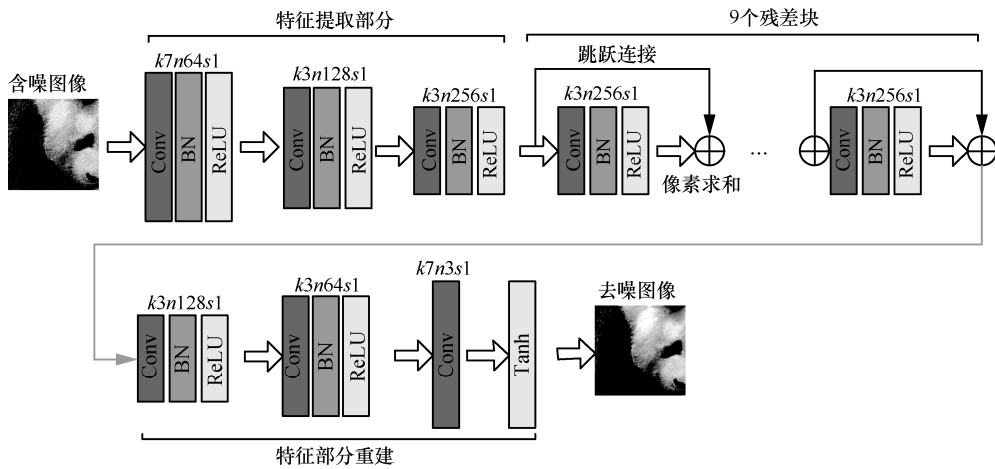 特征提取部分
9个残差块
含噪图像
k7n64s1
Conv
BN
ReLU
k3n128s1
Conv
BN
ReLU
k3n256s1
Conv
BN
ReLU
跳跃连接
k3n256s1
Conv
BN
ReLU
像素求和
...
k3n256s1
Conv
BN
ReLU
k3n128s1
Conv
BN
ReLU
k3n64s1
Conv
BN
ReLU
k7n3s1
Conv
Tanh
去噪图像
特征部分重建